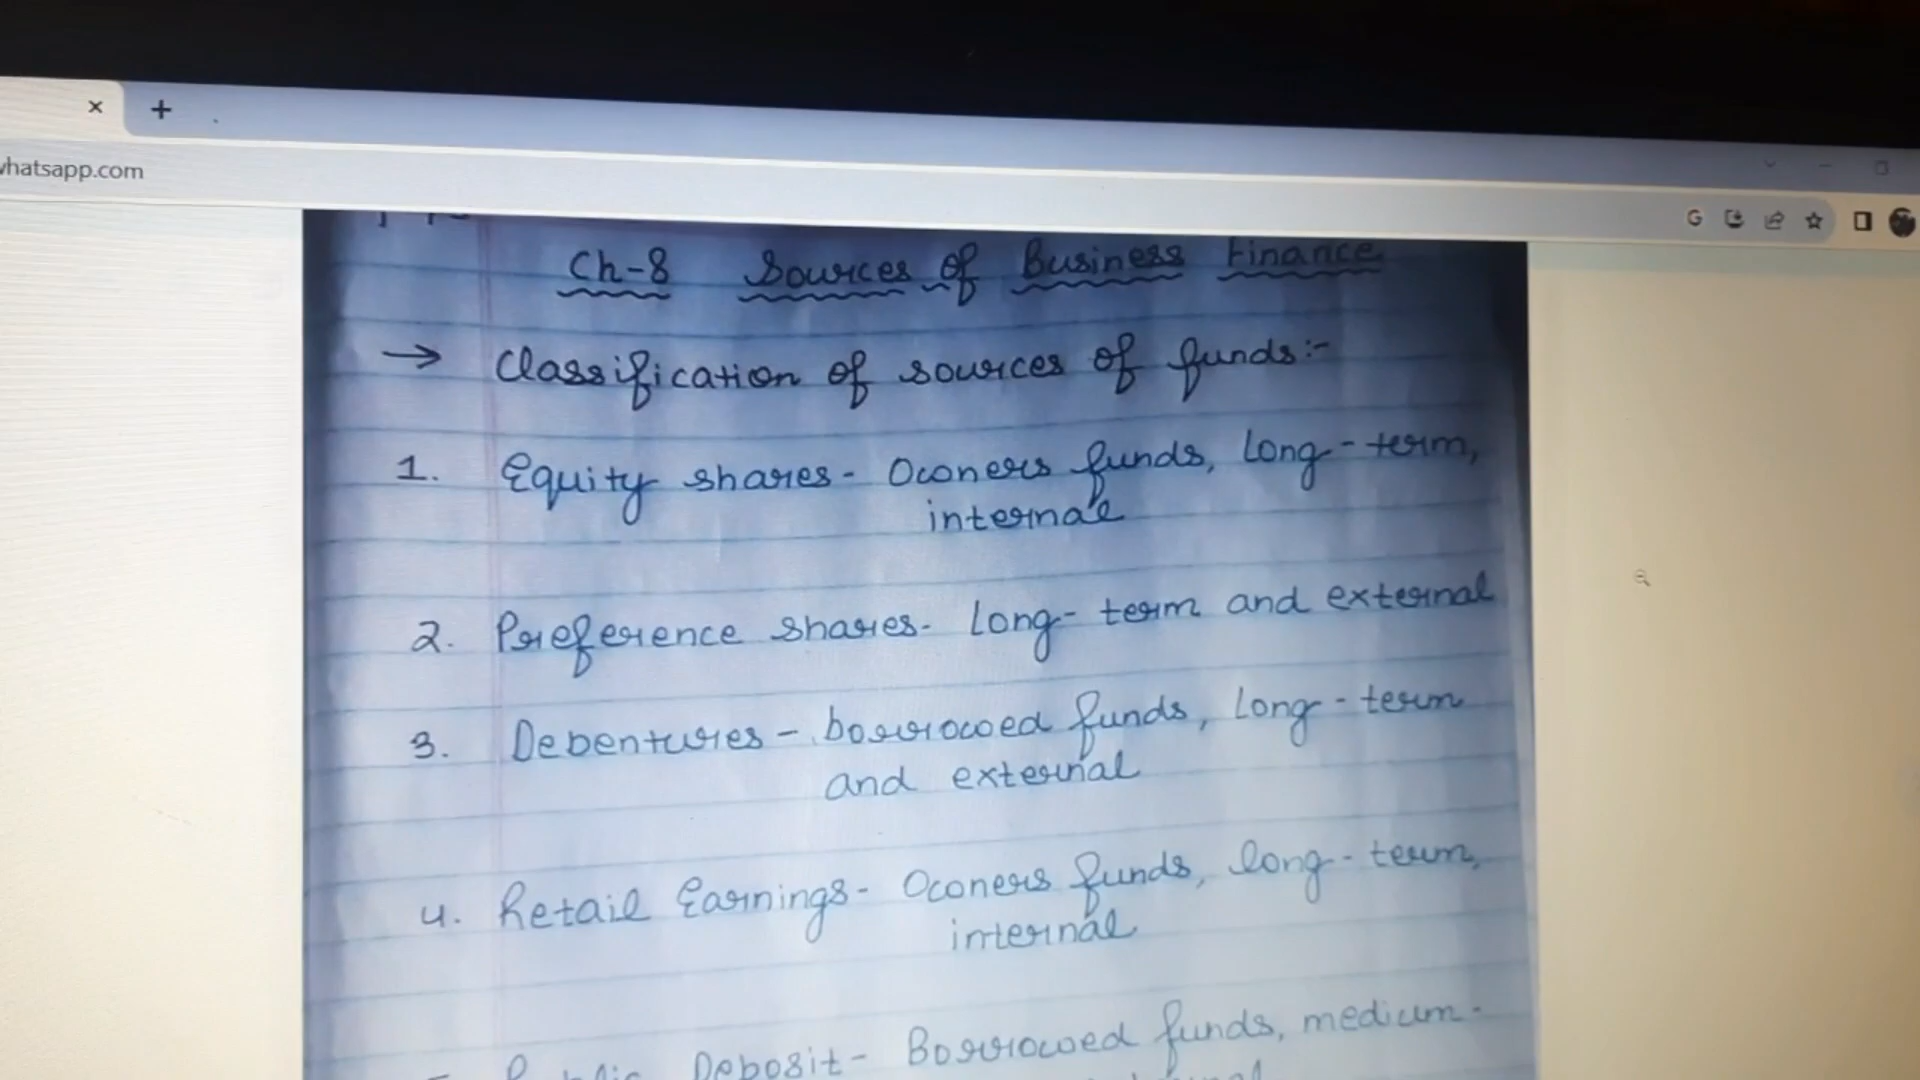 whatsapp.com
Ch-8 Sources of Business Finance
→ Classification of sources of funds:-
1. Equity shares- Owners funds, long-term,
internal
2. Preference shares- long-term and external
3. Debentures- borrowed funds, long-term
and external
4. Retail Earnings- Owners funds, long-term,
internal
Deposit- Borrowed funds, medium-